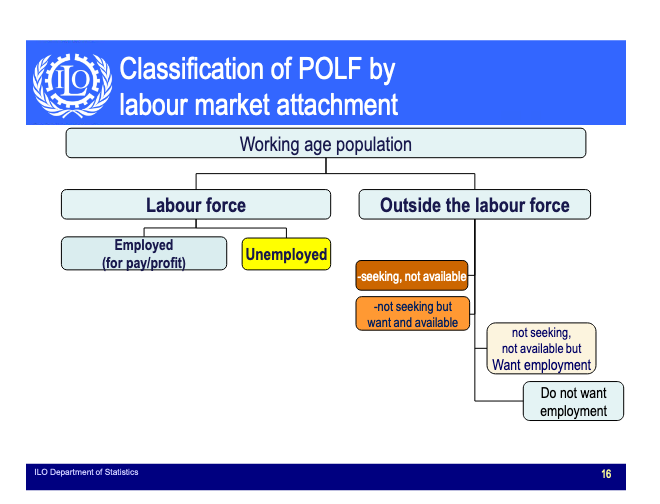 ILO
Classification of POLF by
labour market attachment
Working age population
Labour force
Outside the labour force
Employed
(for pay/profit)
Unemployed
-seeking, not available
-not seeking but
want and available
not seeking,
not available but
Want employment
Do not want
employment
ILO Department of Statistics
16